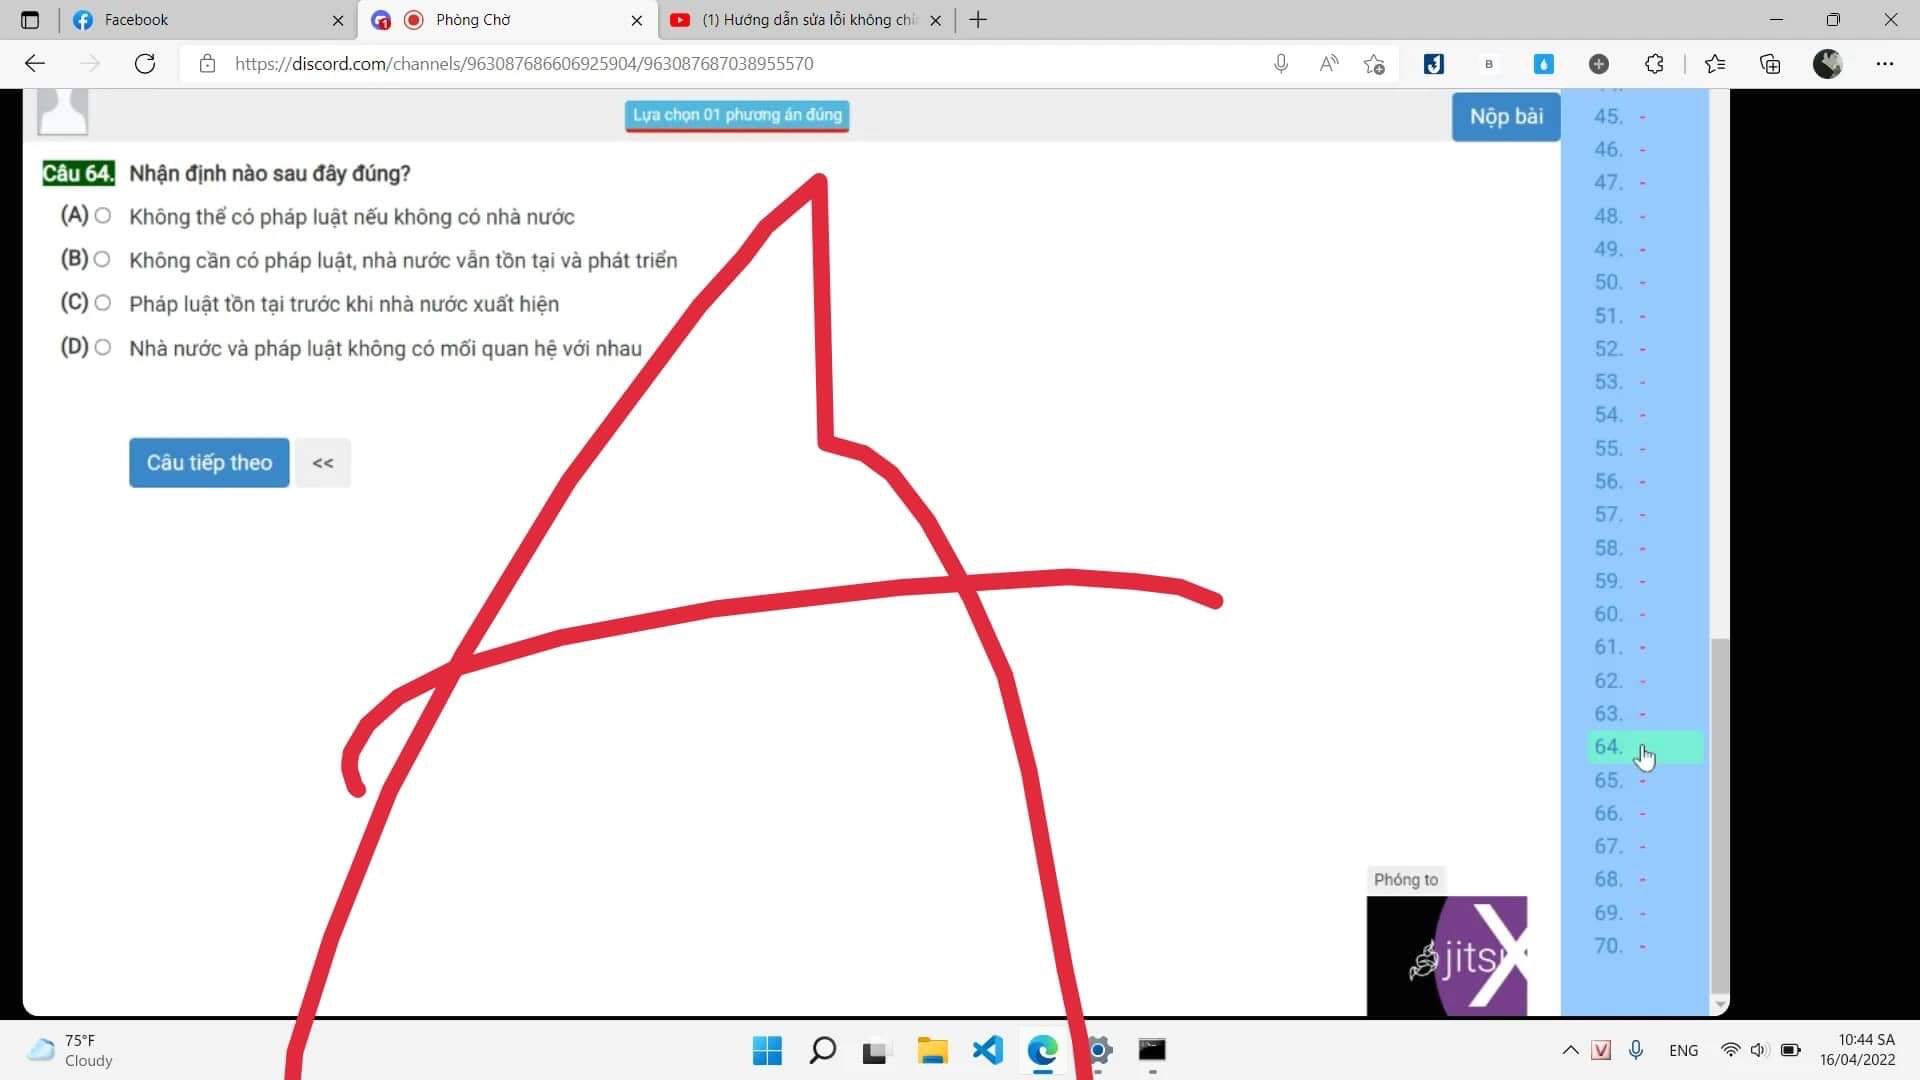 Facebook
Phòng Chờ
(1) Hướng dẫn sửa lỗi không chỉ
https://discord.com/channels/963087686606925904/963087687038955570
Lựa chọn 01 phương án đúng
Nộp bài
Câu 64. Nhận định nào sau đây đúng?
(A) Không thể có pháp luật nếu không có nhà nước
(B) Không cần có pháp luật, nhà nước vẫn tồn tại và phát triển
(C) Pháp luật tồn tại trước khi nhà nước xuất hiện
(D) Nhà nước và pháp luật không có mối quan hệ với nhau
Câu tiếp theo <<
45. -
46. -
47. -
48. -
49. -
50. -
51. -
52. -
53. -
54. -
55. -
56. -
57. -
58. -
59. -
60. -
61. -
62. -
63. -
64.
65. -
66. -
67. -
68. -
69. -
70. -
Phóng to
jitsi
75°F
Cloudy
ENG
10:44 SA
16/04/2022